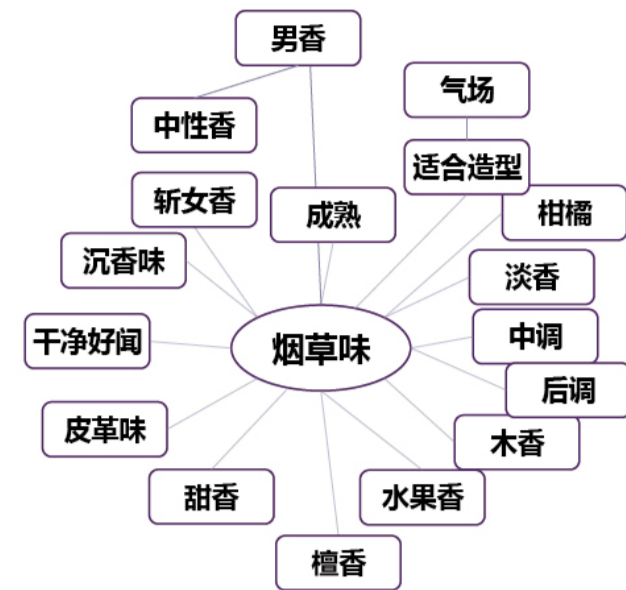 男香
气场
中性香
适合造型
斩女香
成熟
柑橘
沉香味
淡香
干净好闻
烟草味
中调
后调
皮革味
木香
甜香
水果香
檀香